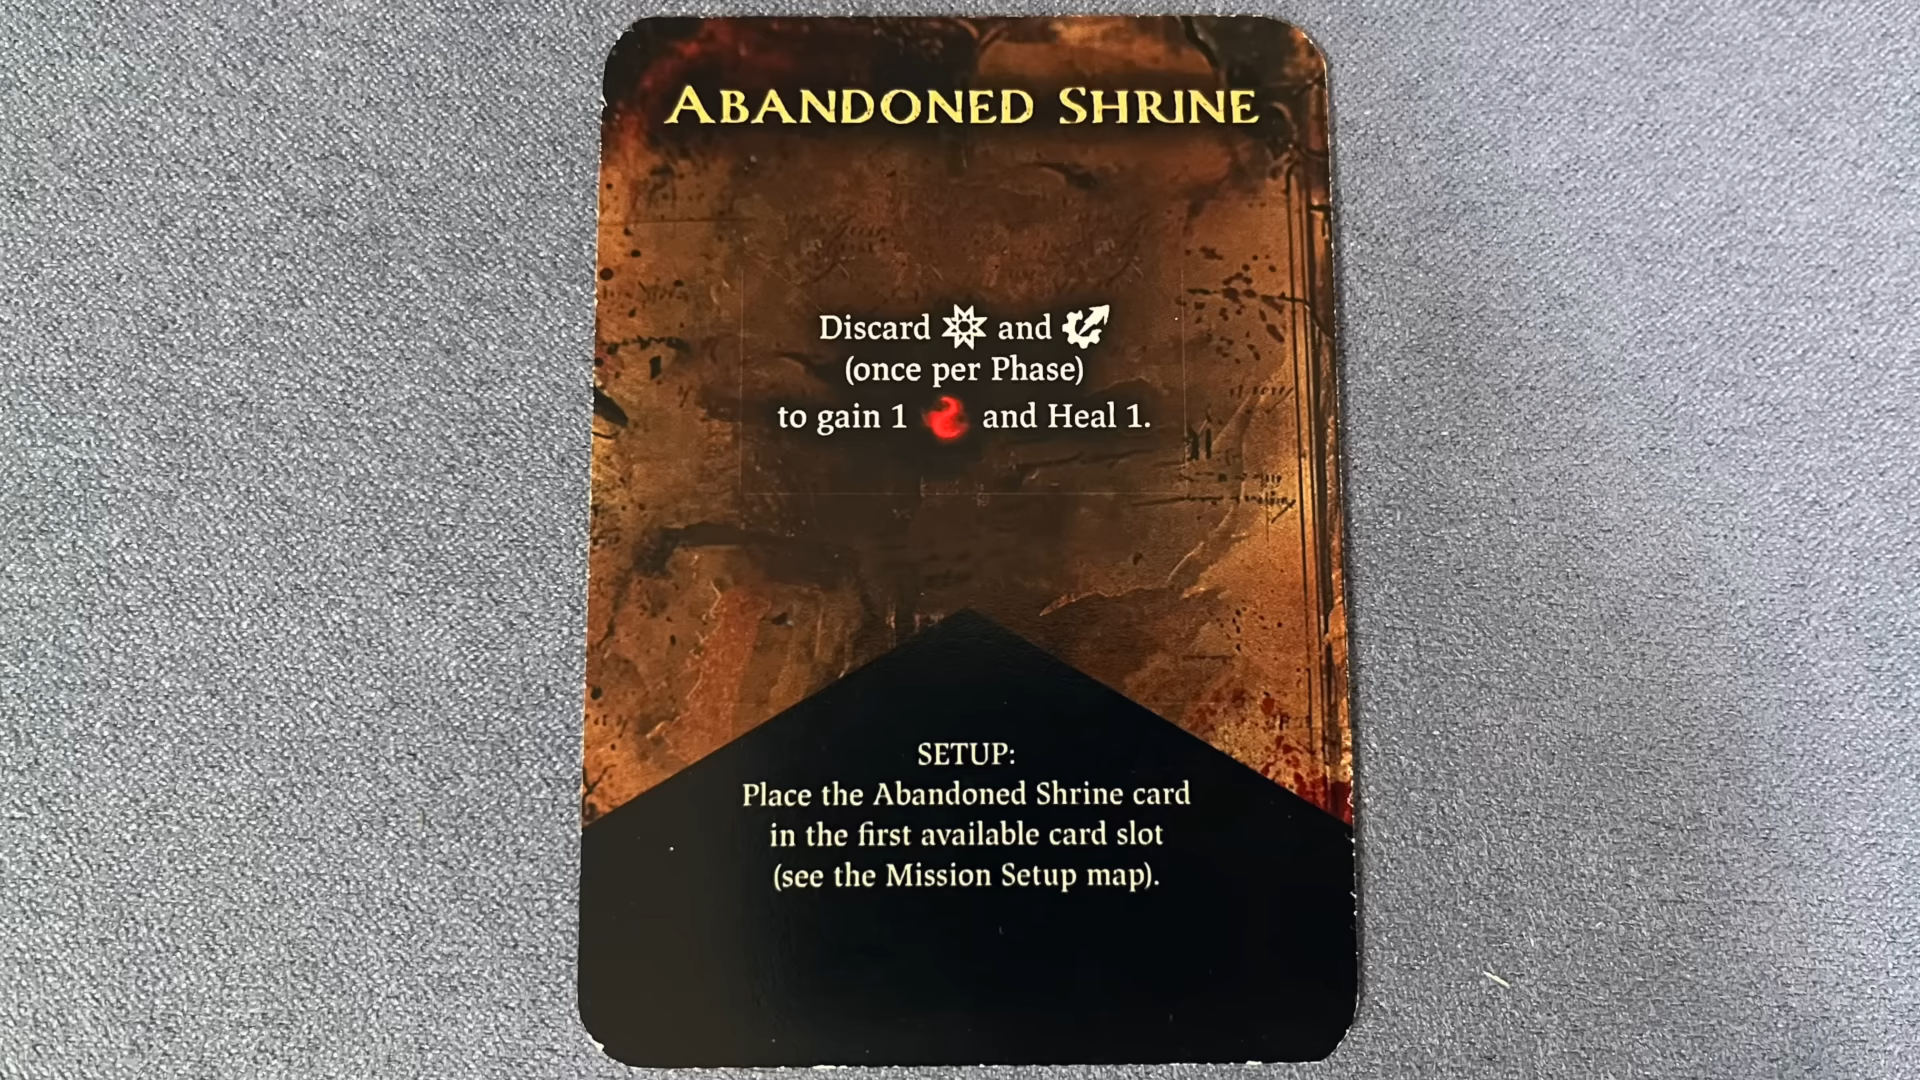 ABANDONED SHRINE
Discard and
(once per Phase)
to gain 1 and Heal 1.
SETUP:
Place the Abandoned Shrine card
in the first available card slot
(see the Mission Setup map).